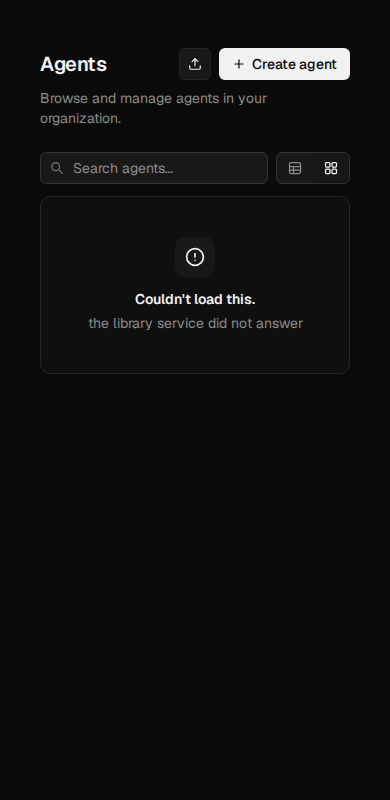 Agents
Create agent
Browse and manage agents in your
organization.
Search agents...
Couldn't load this.
the library service did not answer